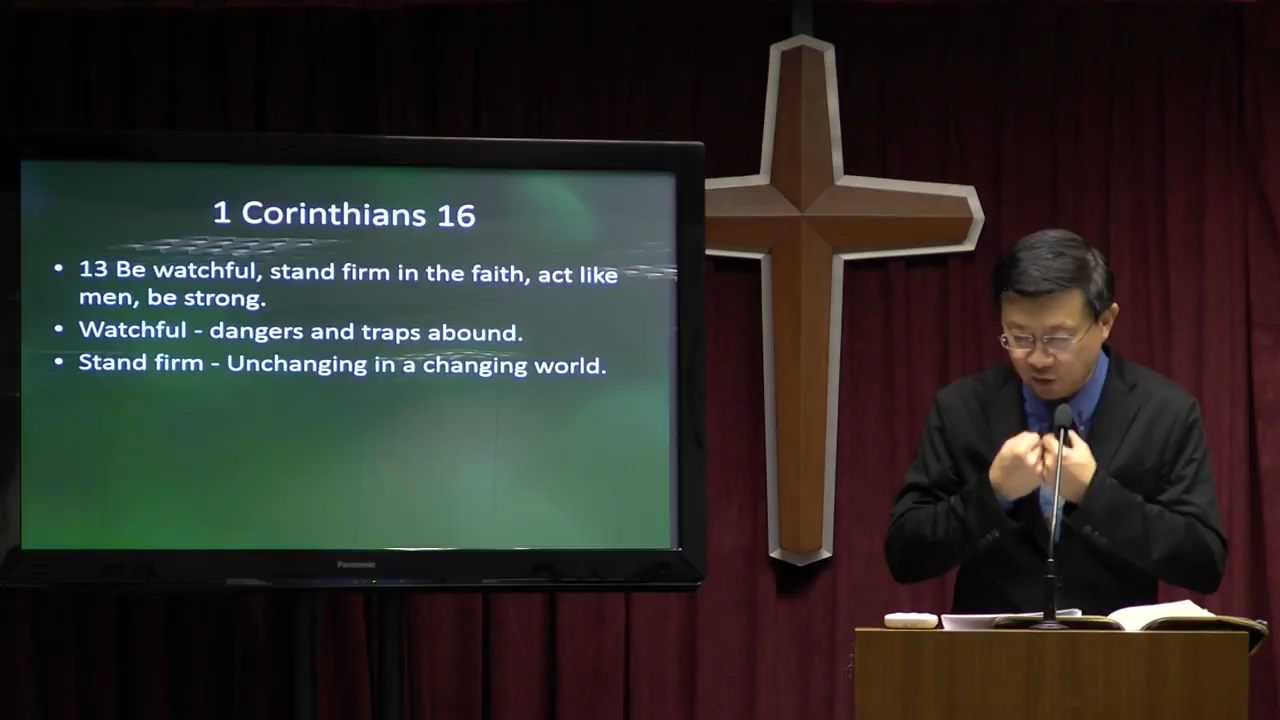 1 Corinthians 16
• 13 Be watchful, stand firm in the faith, act like
men, be strong.
• Watchful - dangers and traps abound.
• Stand firm - Unchanging in a changing world.
Panasonic